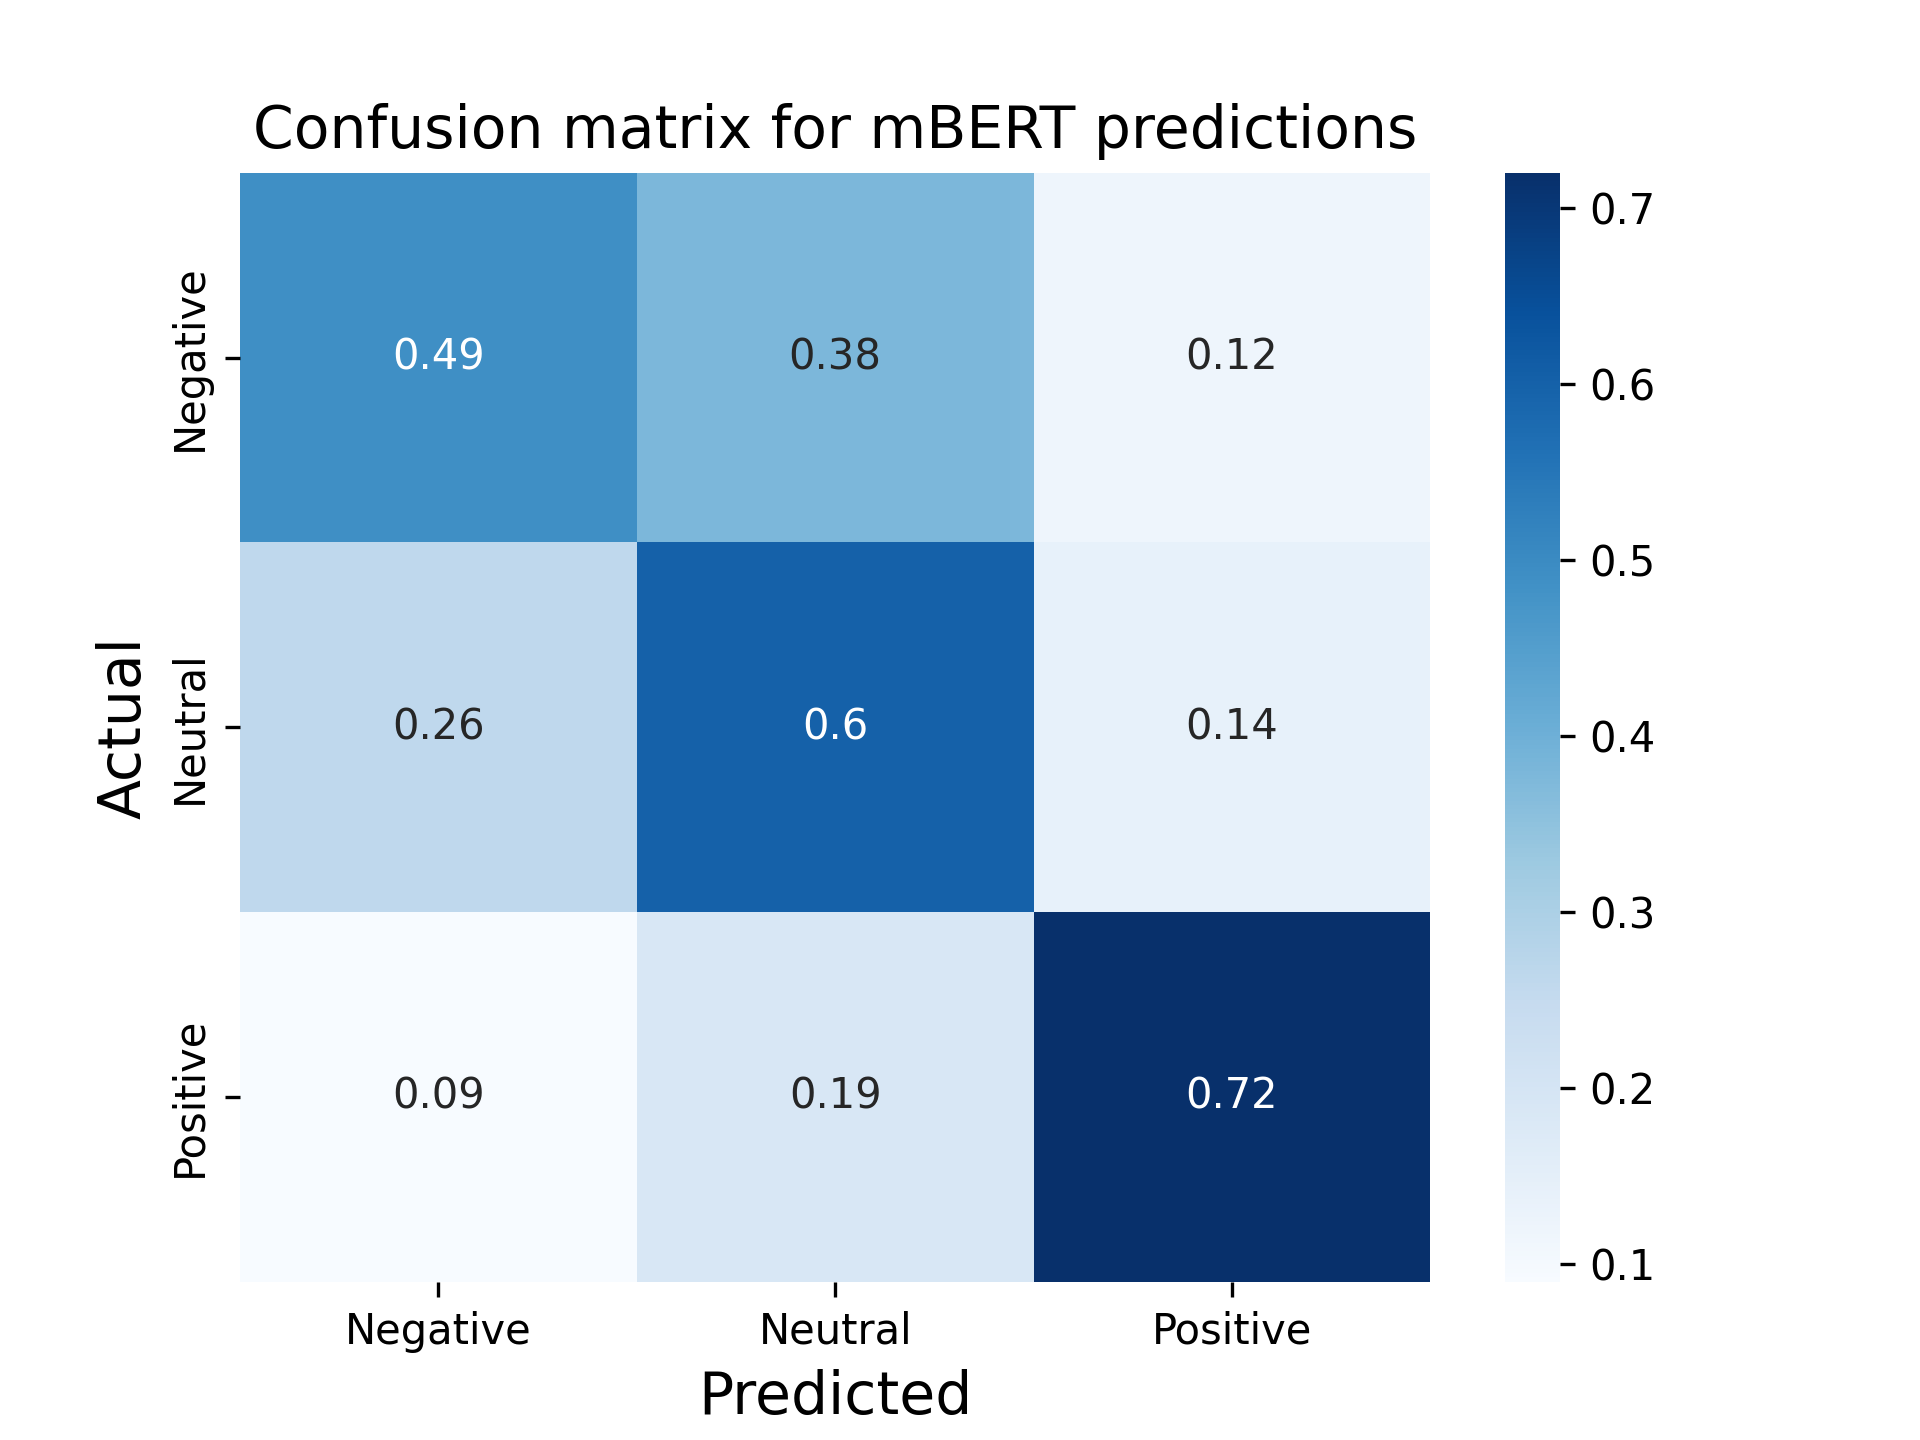 Confusion matrix for mBERT predictions
Actual
Negative
0.49 0.38 0.12
Neutral
0.26 0.6 0.14
Positive
0.09 0.19 0.72
Negative Neutral Positive
Predicted
0.7
0.6
0.5
0.4
0.3
0.2
0.1